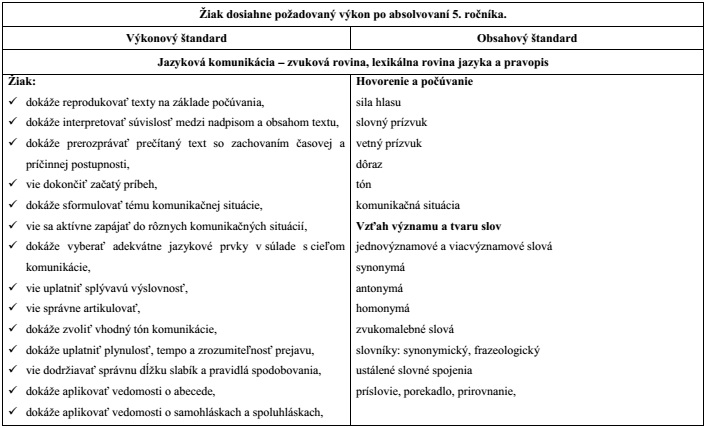 Žiak dosiahne požadovaný výkon po absolvovaní 5. ročníka.
Výkonový štandard
Obsahový štandard
Jazyková komunikácia – zvuková rovina, lexikálna rovina jazyka a pravopis
Žiak:
✓ dokáže reprodukovať texty na základe počúvania,
✓ dokáže interpretovať súvislosť medzi nadpisom a obsahom textu,
✓ dokáže prerozprávať prečítaný text so zachovaním časovej a
príčinnej postupnosti,
✓ vie dokončiť začatý príbeh,
✓ dokáže sformulovať tému komunikačnej situácie,
✓ vie sa aktívne zapájať do rôznych komunikačných situácií,
✓ dokáže vyberať adekvátne jazykové prvky v súlade s cieľom
komunikácie,
✓ vie uplatniť splývavú výslovnosť,
✓ vie správne artikulovať,
✓ dokáže zvoliť vhodný tón komunikácie,
✓ dokáže uplatniť plynulosť, tempo a zrozumiteľnosť prejavu,
✓ vie dodržiavať správnu dĺžku slabík a pravidlá spodobovania,
✓ dokáže aplikovať vedomosti o abecede,
✓ dokáže aplikovať vedomosti o samohláskach a spoluhláskach,
Hovorenie a počúvanie
sila hlasu
slovný prízvuk
vetný prízvuk
dôraz
tón
komunikačná situácia
Vzťah významu a tvaru slov
jednovýznamové a viacvýznamové slová
synonymá
antonymá
homonymá
zvukomalebné slová
slovníky: synonymický, frazeologický
ustálené slovné spojenia
príslovie, porekadlo, prirovnanie,